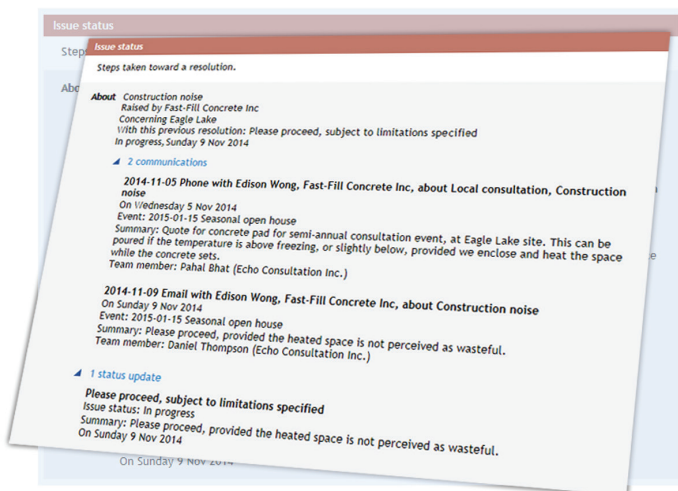 Issue status
Steps
Abo
Issue status
Steps taken toward a resolution.
About Construction noise
Raised by Fast-Fill Concrete Inc
Concerning Eagle Lake
With this previous resolution: Please proceed, subject to limitations specified
In progress, Sunday 9 Nov 2014
2 communications
2014-11-05 Phone with Edison Wong, Fast-Fill Concrete Inc, about Local consultation, Construction
noise
On Wednesday 5 Nov 2014
Event: 2015-01-15 Seasonal open house
Summary: Quote for concrete pad for semi-annual consultation event, at Eagle Lake site. This can be
poured if the temperature is above freezing, or slightly below, provided we enclose and heat the space
while the concrete sets.
Team member: Pahal Bhat (Echo Consultation Inc.)
2014-11-09 Email with Edison Wong, Fast-Fill Concrete Inc, about Construction noise
On Sunday 9 Nov 2014
Event: 2015-01-15 Seasonal open house
Summary: Please proceed, provided the heated space is not perceived as wasteful.
Team member: Daniel Thompson (Echo Consultation Inc.)
1 status update
Please proceed, subject to limitations specified
Issue status: In progress
Summary: Please proceed, provided the heated space is not perceived as wasteful.
On Sunday 9 Nov 2014
On Sunday 9 Nov 2014